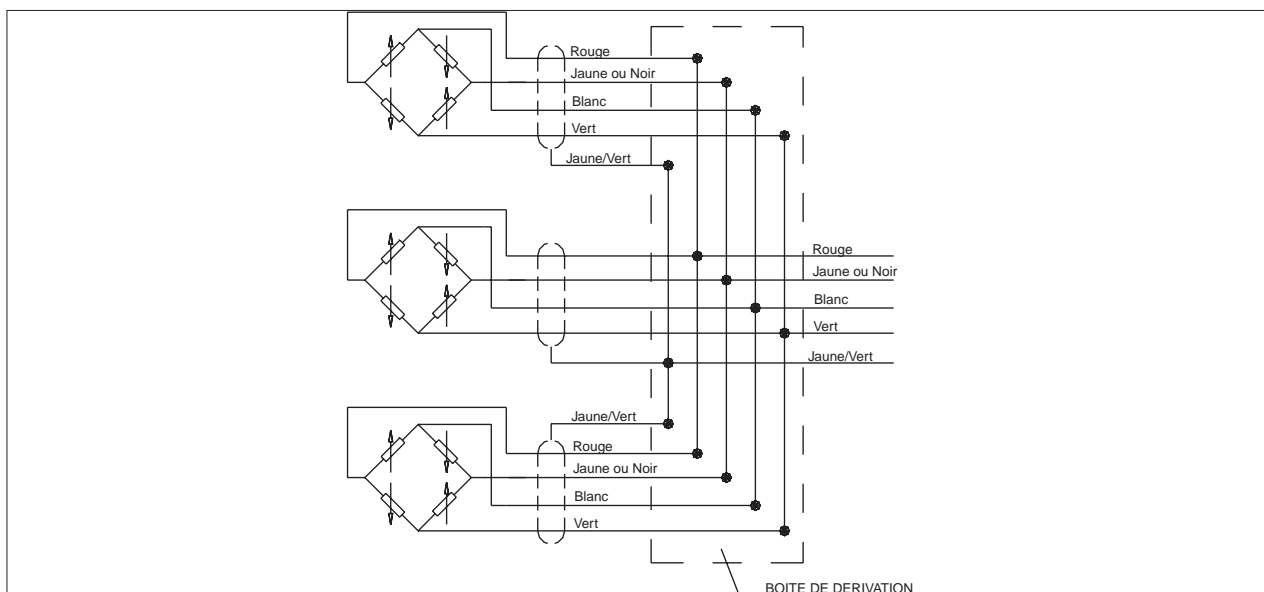 Rouge
Jaune ou Noir
Blanc
Vert
Jaune/Vert
Rouge
Jaune ou Noir
Blanc
Vert
Jaune/Vert
Jaune/Vert
Rouge
Jaune ou Noir
Blanc
Vert
BOITE DE DERIVATION